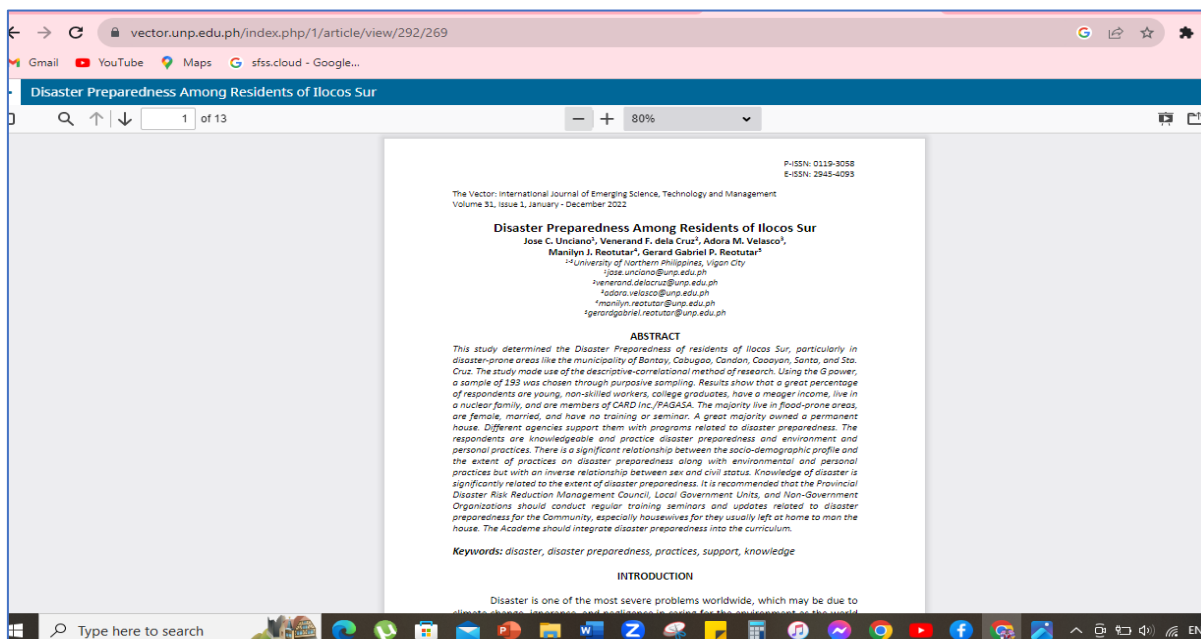 vector.unp.edu.ph/index.php/1/article/view/292/269
Gmail YouTube Maps sfss.cloud - Google...
Disaster Preparedness Among Residents of Ilocos Sur
1 of 13 80%
P-ISSN: 0119-3058
E-ISSN: 2945-4093
The Vector: International Journal of Emerging Science, Technology and Management
Volume 31, Issue 1, January - December 2022
Disaster Preparedness Among Residents of Ilocos Sur
Jose C. Unciano¹, Venerand F. dela Cruz², Adora M. Velasco³,
Manilyn J. Reotutar⁴, Gerard Gabriel P. Reotutar⁵
¹⁻⁵University of Northern Philippines, Vigan City
¹jose.unciano@unp.edu.ph
²venerand.delacruz@unp.edu.ph
³adora.velasco@unp.edu.ph
⁴manilyn.reotutar@unp.edu.ph
⁵gerardgabriel.reotutar@unp.edu.ph
ABSTRACT
This study determined the Disaster Preparedness of residents of Ilocos Sur, particularly in
disaster-prone areas like the municipality of Bantay, Cabugao, Candon, Caoayan, Santa, and Sta.
Cruz. The study made use of the descriptive-correlational method of research. Using the G power,
a sample of 193 was chosen through purposive sampling. Results show that a great percentage
of respondents are young, non-skilled workers, college graduates, have a meager income, live in
a nuclear family, and are members of CARD Inc./PAGASA. The majority live in flood-prone areas,
are female, married, and have no training or seminar. A great majority owned a permanent
house. Different agencies support them with programs related to disaster preparedness. The
respondents are knowledgeable and practice disaster preparedness and environment and
personal practices. There is a significant relationship between the socio-demographic profile and
the extent of practices on disaster preparedness along with environmental and personal
practices but with an inverse relationship between sex and civil status. Knowledge of disaster is
significantly related to the extent of disaster preparedness. It is recommended that the Provincial
Disaster Risk Reduction Management Council, Local Government Units, and Non-Government
Organizations should conduct regular training seminars and updates related to disaster
preparedness for the Community, especially housewives for they usually left at home to man the
house. The Academe should integrate disaster preparedness into the curriculum.
Keywords: disaster, disaster preparedness, practices, support, knowledge
INTRODUCTION
Disaster is one of the most severe problems worldwide, which may be due to
climate change, ignorance, and negligence in caring for the environment as the world
Type here to search